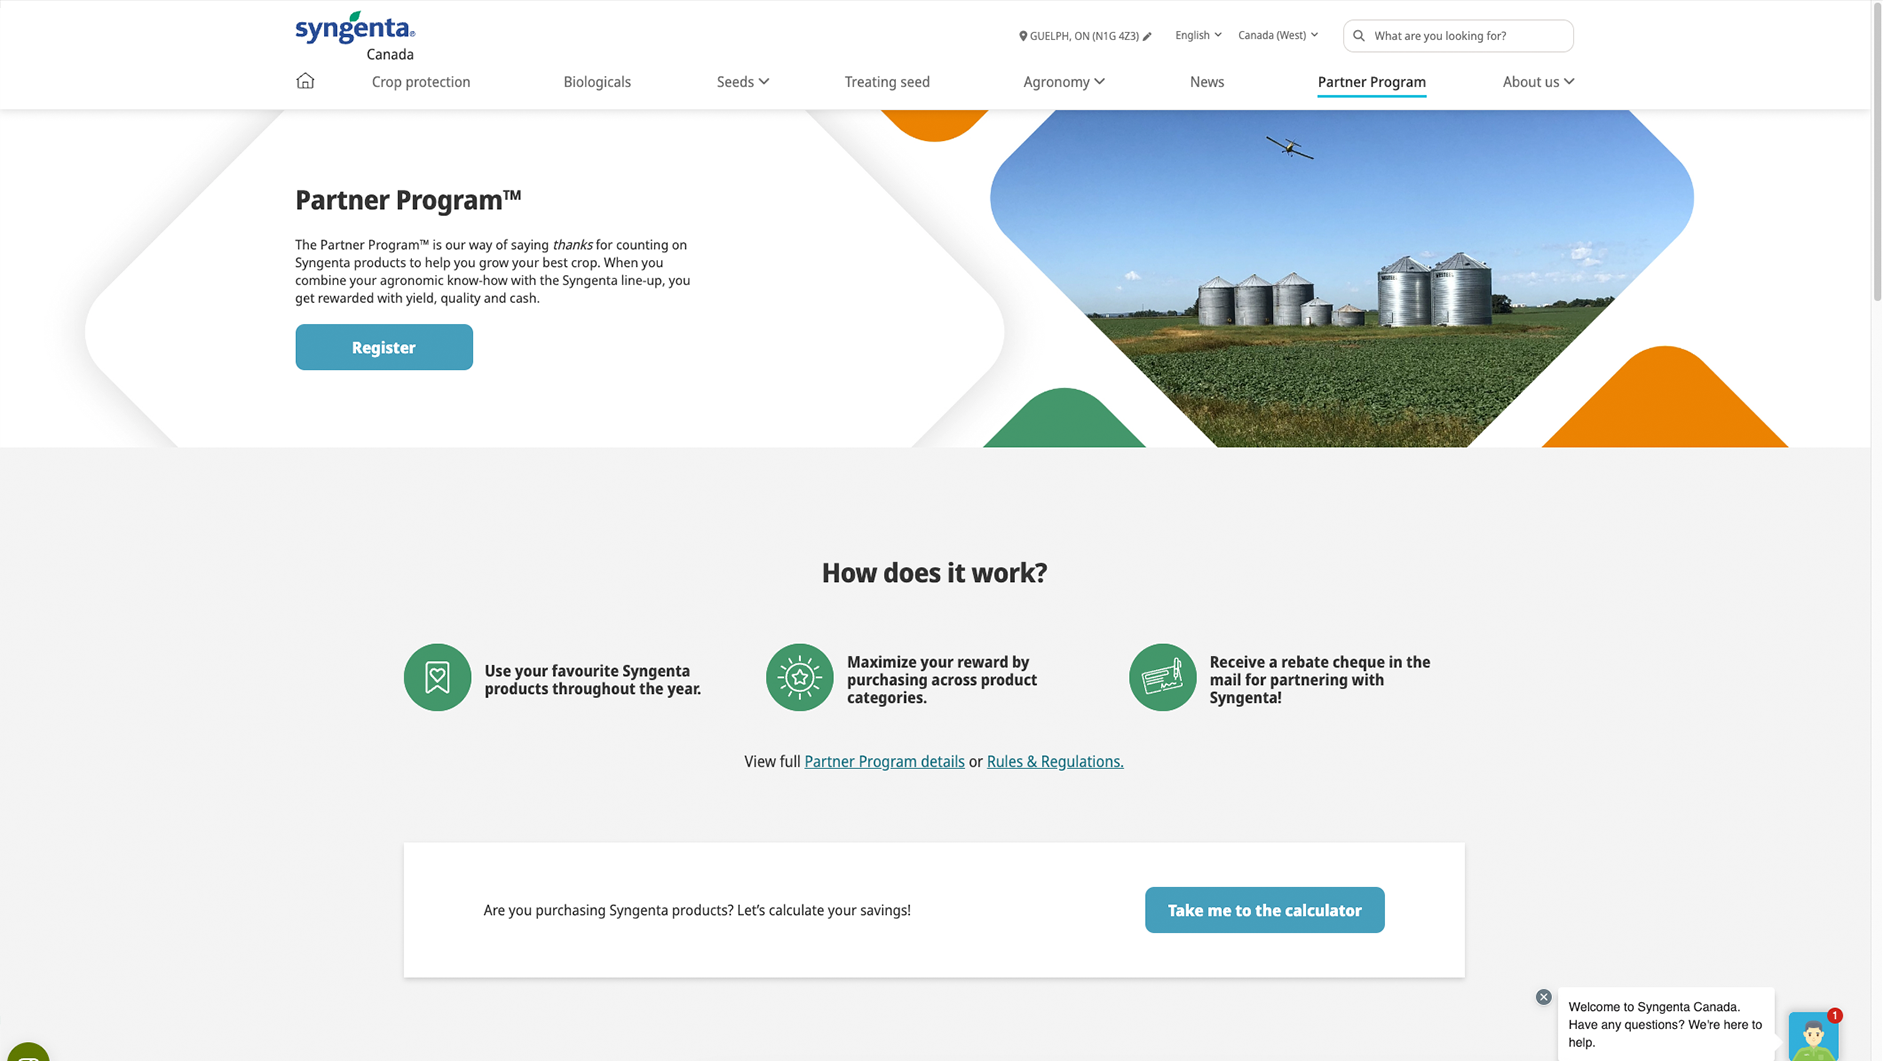 syngenta®
Canada
GUELPH, ON (N1G 4Z3)
English
Canada (West)
What are you looking for?
Crop protection
Biologicals
Seeds
Treating seed
Agronomy
News
Partner Program
About us
Partner Program™
The Partner Program™ is our way of saying thanks for counting on
Syngenta products to help you grow your best crop. When you
combine your agronomic know-how with the Syngenta line-up, you
get rewarded with yield, quality and cash.
Register
How does it work?
Use your favourite Syngenta
products throughout the year.
Maximize your reward by
purchasing across product
categories.
Receive a rebate cheque in the
mail for partnering with
Syngenta!
View full Partner Program details or Rules & Regulations.
Are you purchasing Syngenta products? Let’s calculate your savings!
Take me to the calculator
Welcome to Syngenta Canada.
Have any questions? We're here to
help.
1